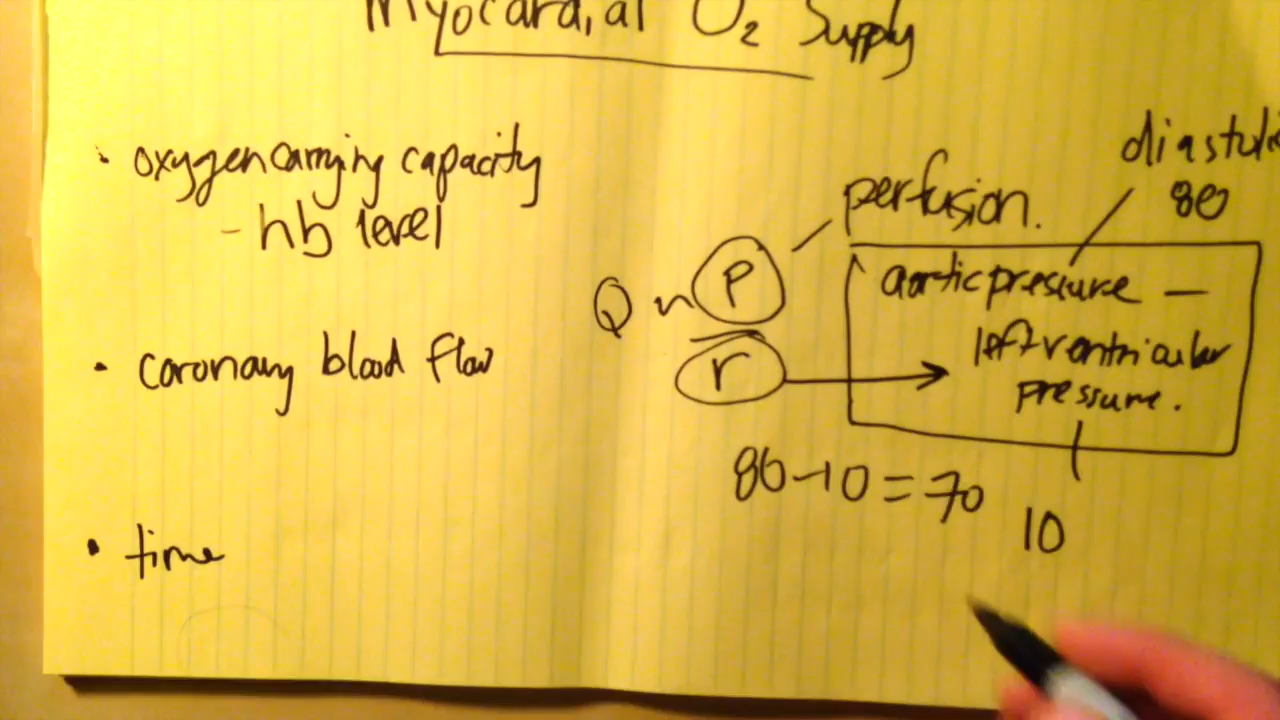 Myocardial O2 Supply
• oxygen carrying capacity
- hb level
• coronary blood flow
• time
perfusion.
Q ~ P
r
diastoli
80
aortic pressure –
left ventricular
pressure.
80-10=70
10